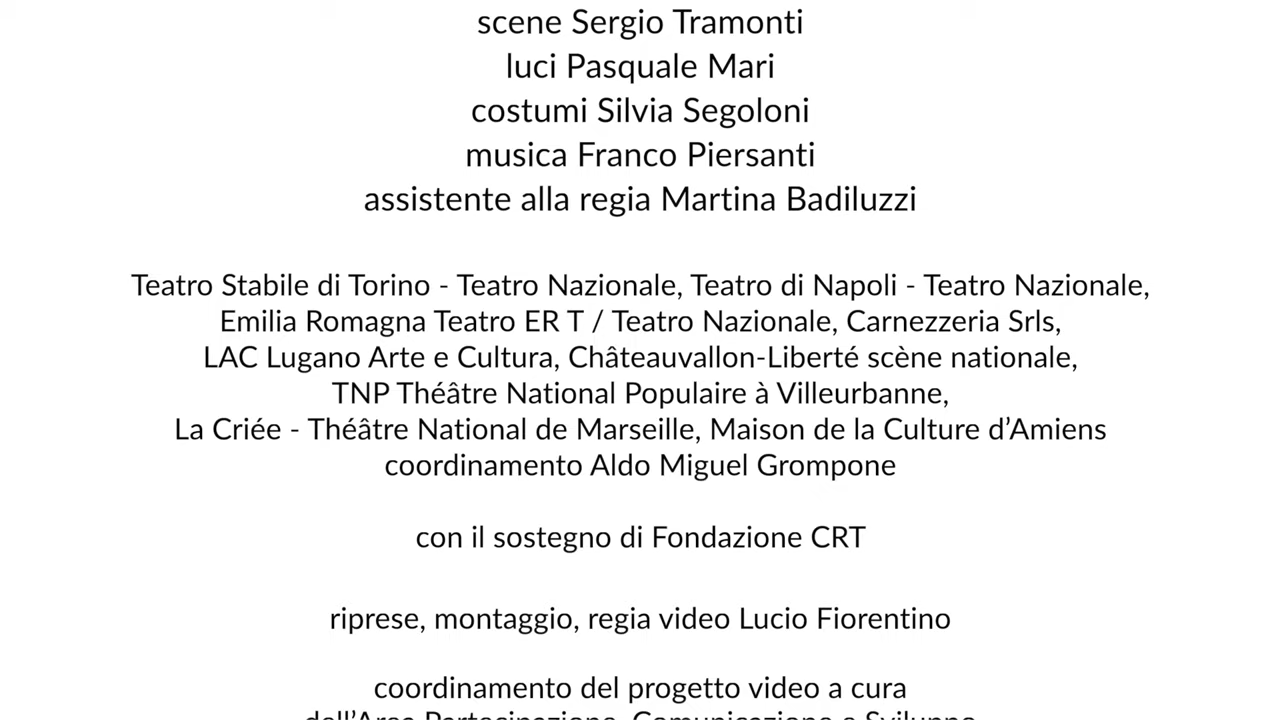 scene Sergio Tramonti
luci Pasquale Mari
costumi Silvia Segoloni
musica Franco Piersanti
assistente alla regia Martina Badiluzzi
Teatro Stabile di Torino - Teatro Nazionale, Teatro di Napoli - Teatro Nazionale,
Emilia Romagna Teatro ER T / Teatro Nazionale, Carnezzeria Srls,
LAC Lugano Arte e Cultura, Châteauvallon-Liberté scène nationale,
TNP Théâtre National Populaire à Villeurbanne,
La Criée - Théâtre National de Marseille, Maison de la Culture d’Amiens
coordinamento Aldo Miguel Grompone
con il sostegno di Fondazione CRT
riprese, montaggio, regia video Lucio Fiorentino
coordinamento del progetto video a cura
dell’Area Partecipazione, Comunicazione e Sviluppo